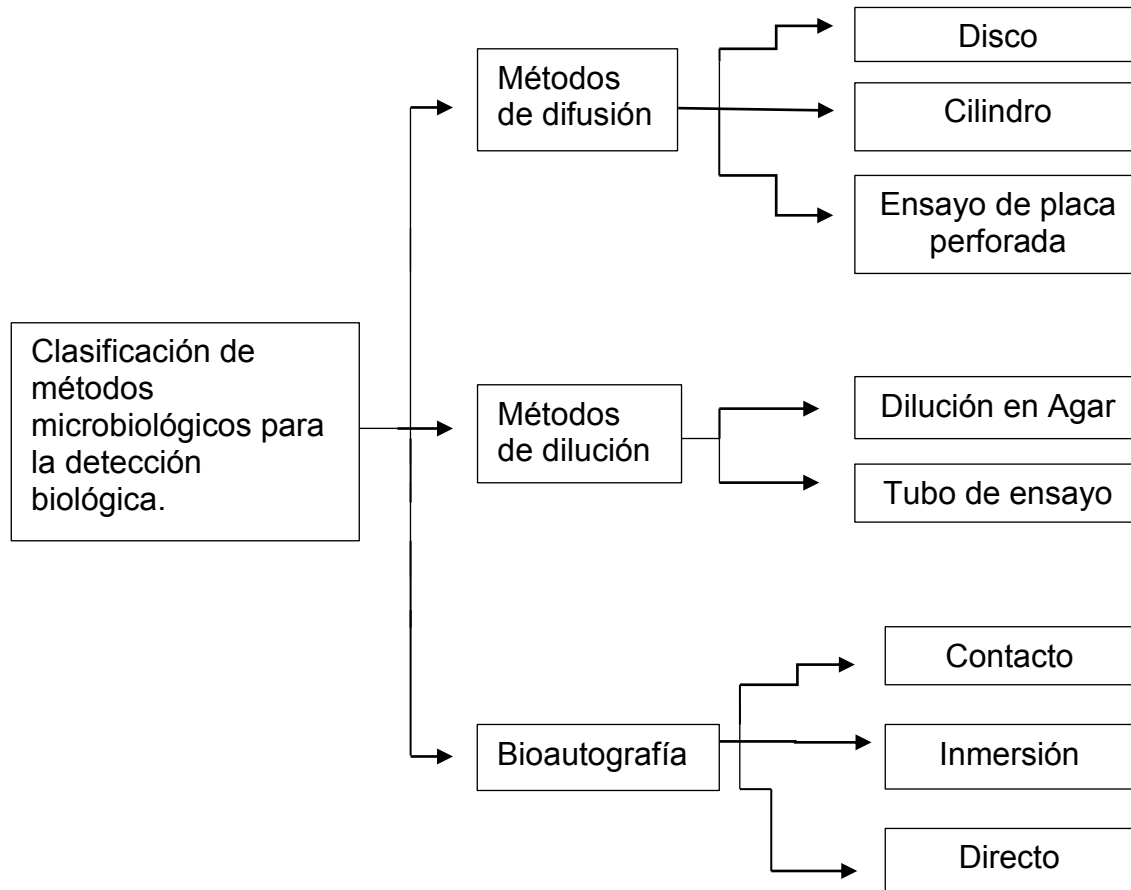 Clasificación de
métodos
microbiológicos para
la detección
biológica.
Métodos
de difusión
Disco
Cilindro
Ensayo de placa
perforada
Métodos
de dilución
Dilución en Agar
Tubo de ensayo
Bioautografía
Contacto
Inmersión
Directo